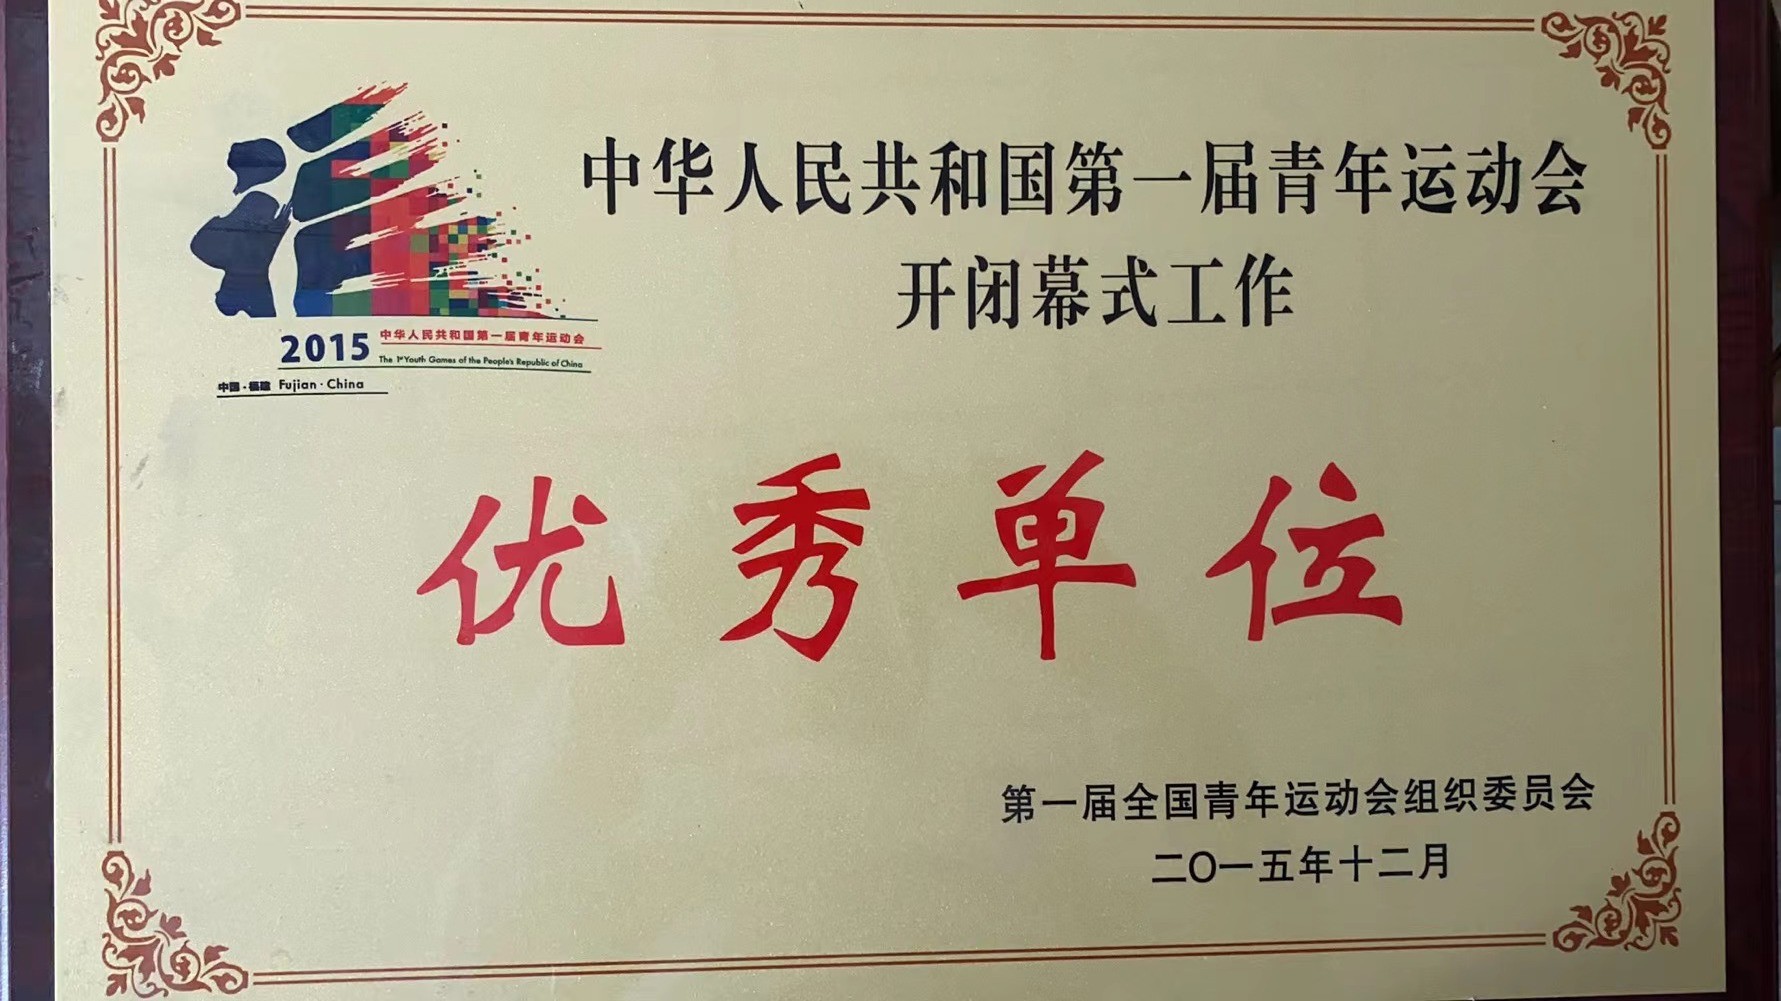 中华人民共和国第一届青年运动会
开闭幕式工作
2015 中华人民共和国第一届青年运动会
The 1st Youth Games of the People's Republic of China
中国·福建 Fujian·China
优秀单位
第一届全国青年运动会组织委员会
二〇一五年十二月